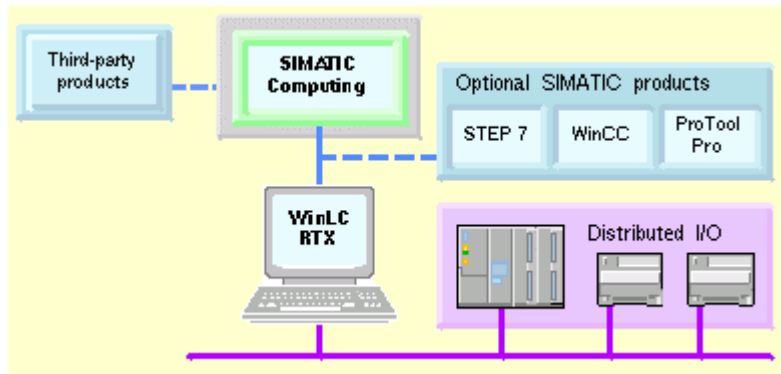 Third-party
products
SIMATIC
Computing
Optional SIMATIC products
STEP 7
WinCC
ProTool
Pro
WinLC
RTX
Distributed I/O